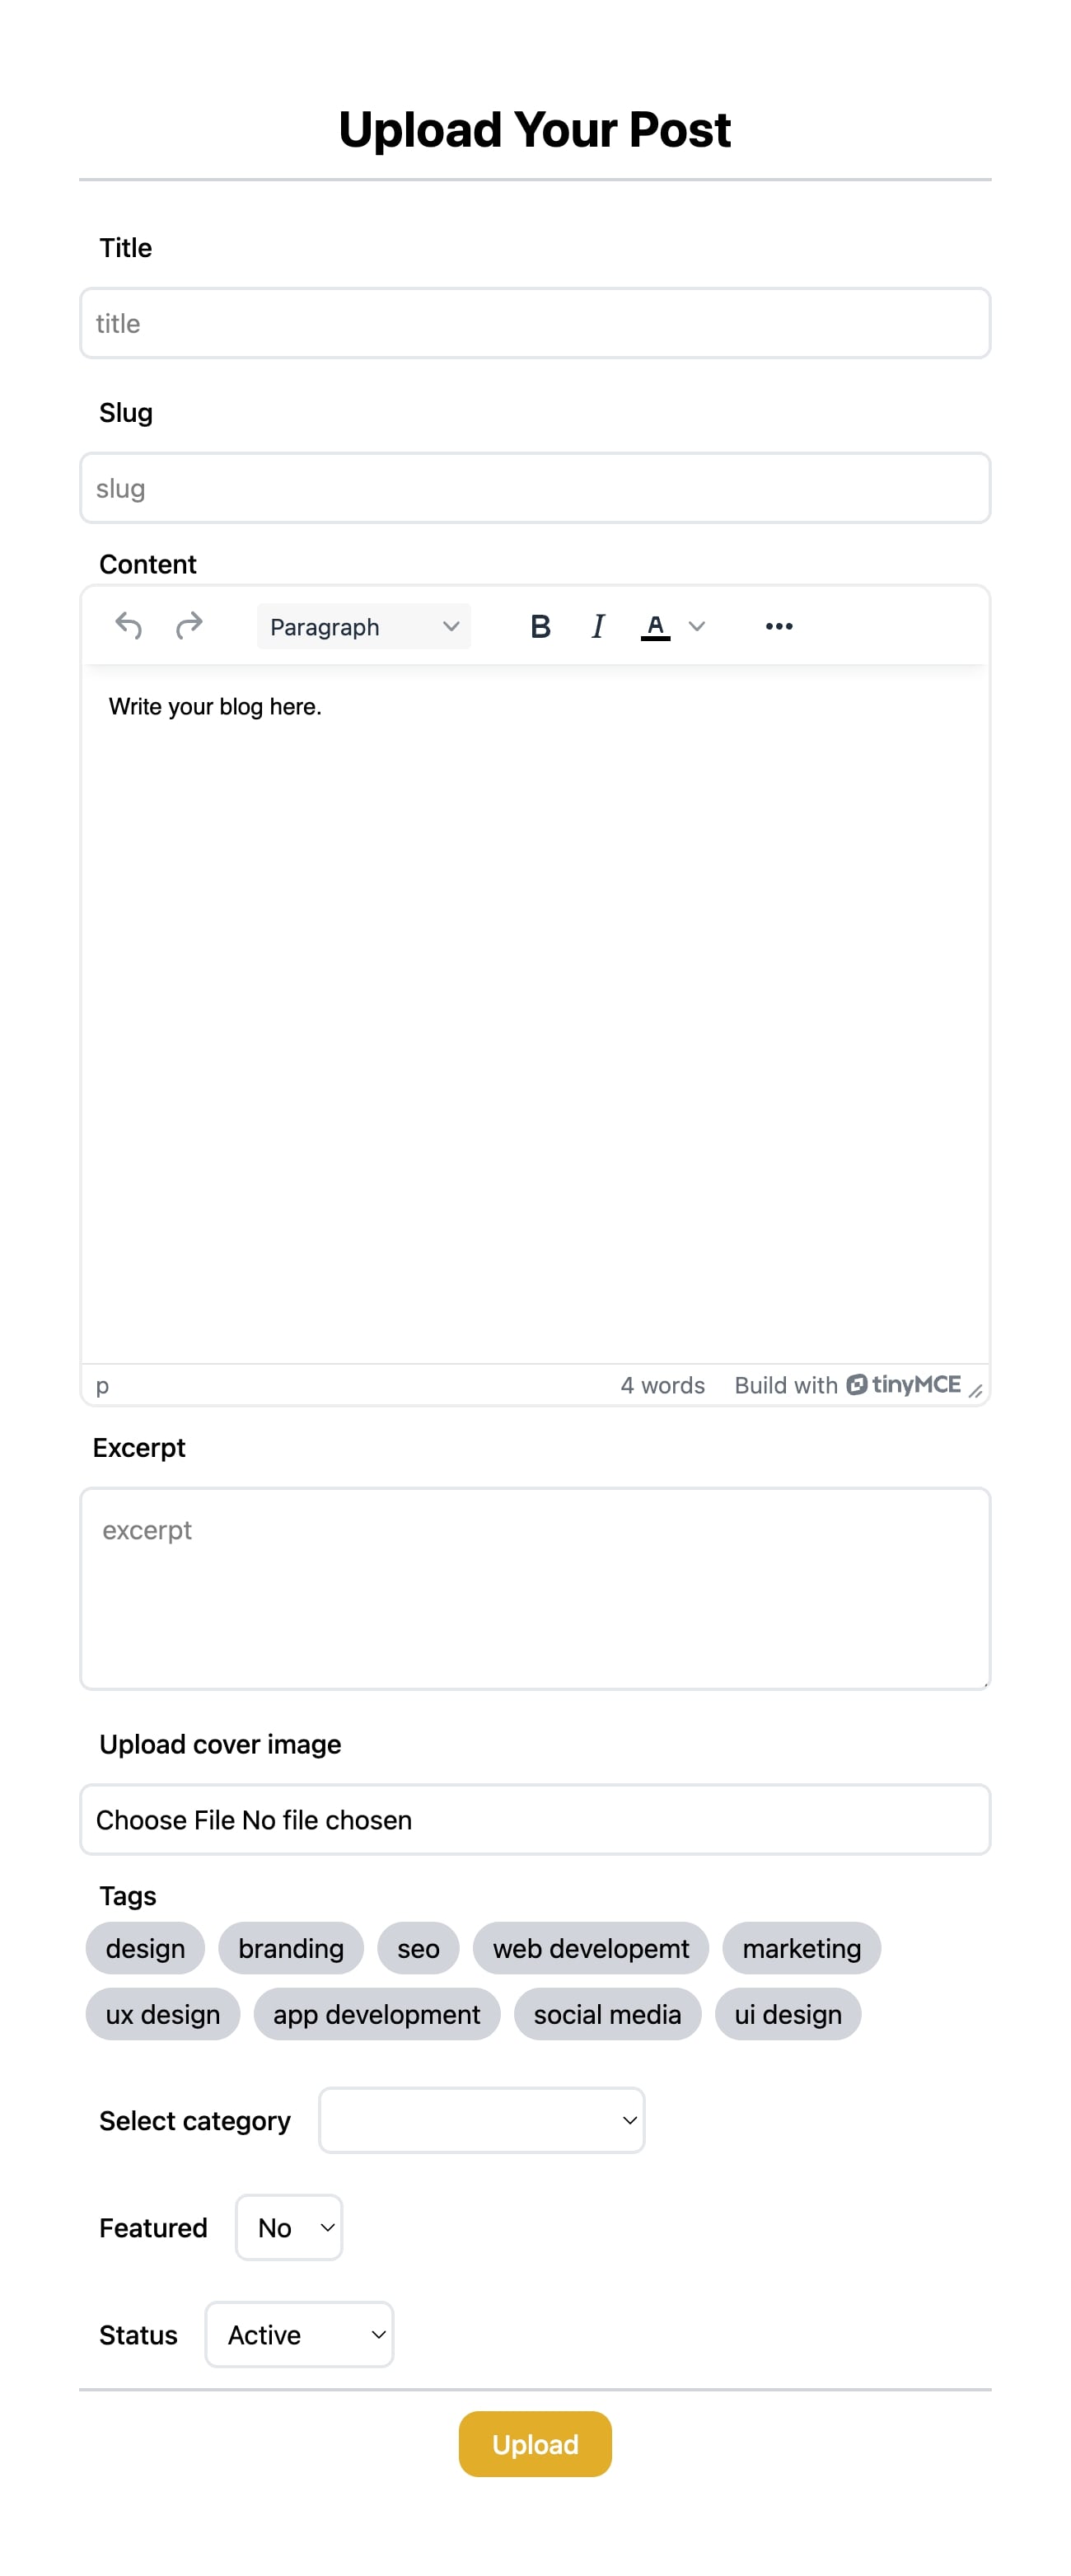 Upload Your Post
Title
title
Slug
slug
Content
Paragraph B I A
Write your blog here.
p 4 words Build with tinyMCE
Excerpt
excerpt
Upload cover image
Choose File No file chosen
Tags
design branding seo web developemt marketing
ux design app development social media ui design
Select category
Featured No
Status Active
Upload